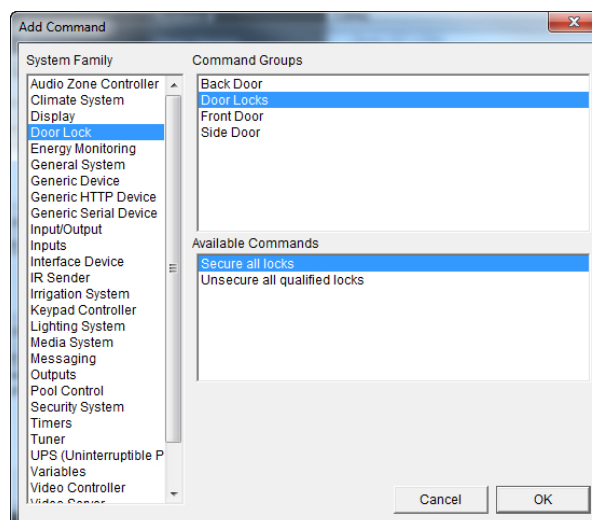 Add Command
System Family
Audio Zone Controller
Climate System
Display
Door Lock
Energy Monitoring
General System
Generic Device
Generic HTTP Device
Generic Serial Device
Input/Output
Inputs
Interface Device
IR Sender
Irrigation System
Keypad Controller
Lighting System
Media System
Messaging
Outputs
Pool Control
Security System
Timers
Tuner
UPS (Uninterruptible P
Variables
Video Controller
Video Server
Command Groups
Back Door
Door Locks
Front Door
Side Door
Available Commands
Secure all locks
Unsecure all qualified locks
Cancel
OK